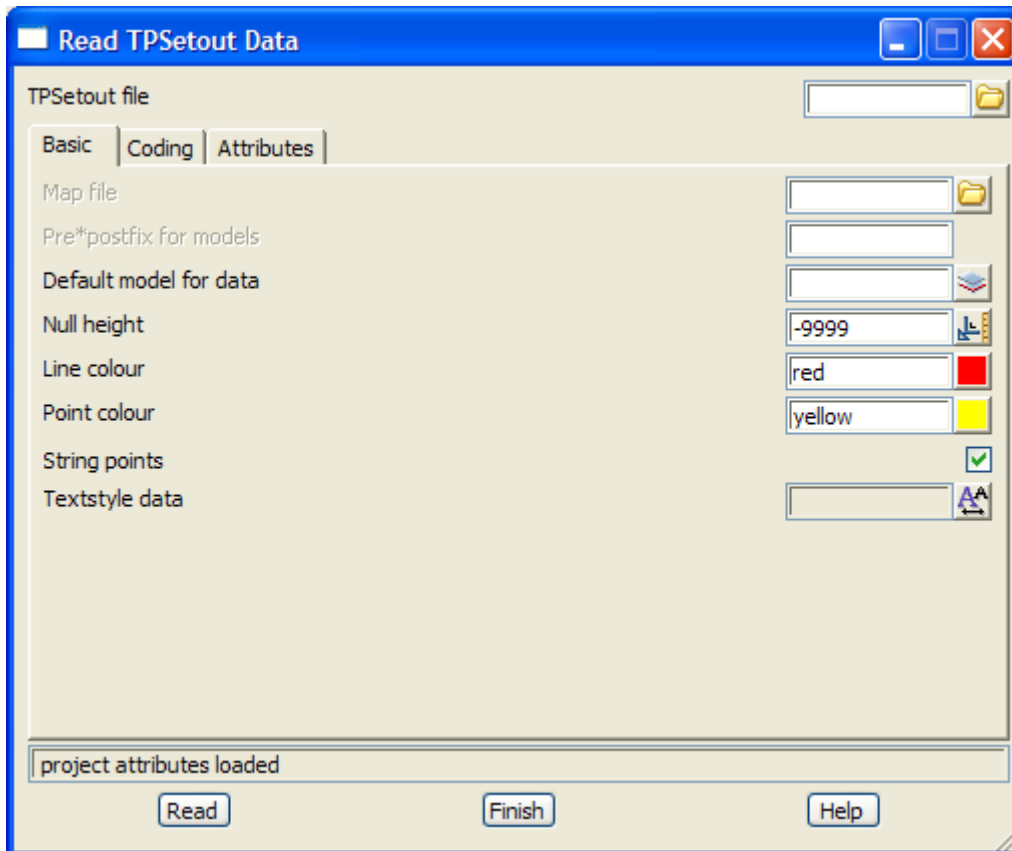 Read TPSetout Data
TPSetout file
Basic Coding Attributes
Map file
Pre*postfix for models
Default model for data
Null height -9999
Line colour red
Point colour yellow
String points
Textstyle data
project attributes loaded
Read Finish Help